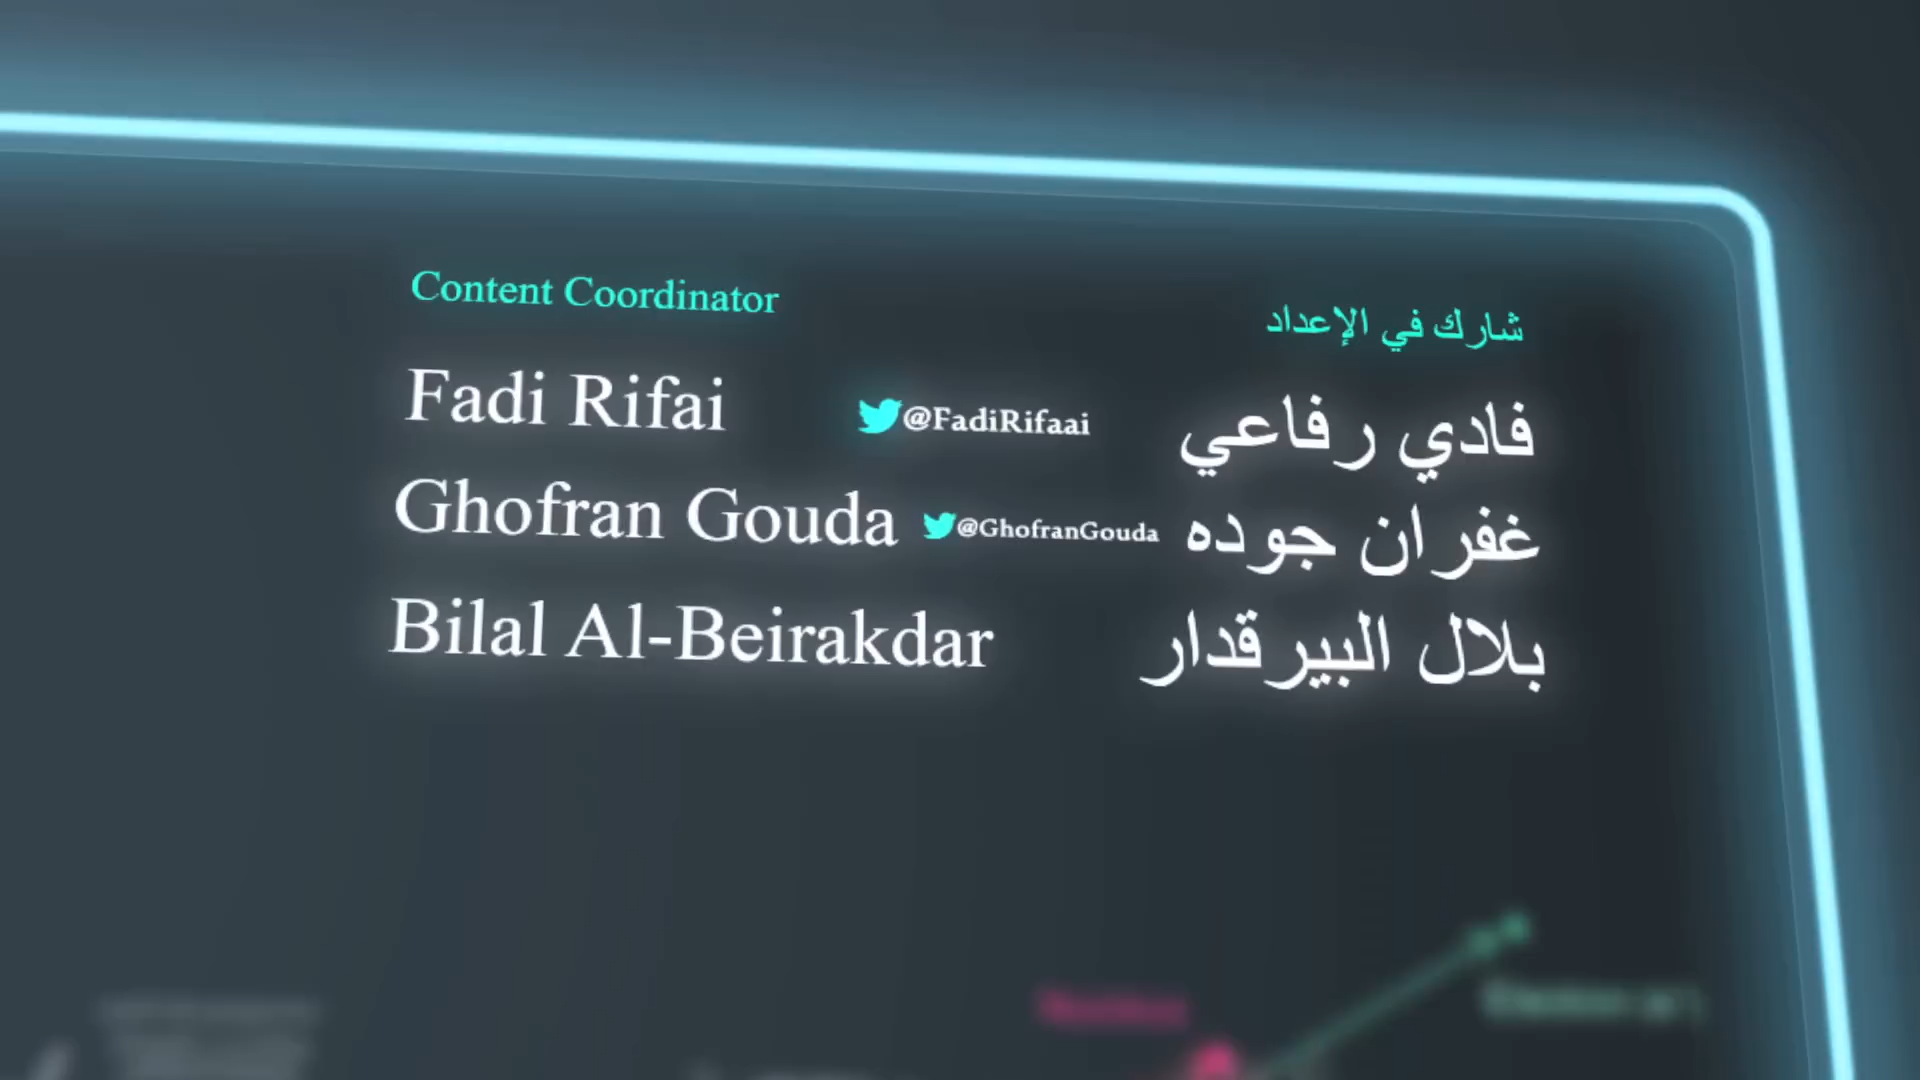 Content Coordinator
شارك في الإعداد
Fadi Rifai @FadiRifaai فادي رفاعي
Ghofran Gouda @GhofranGouda غفران جوده
Bilal Al-Beirakdar بلال البيرقدار